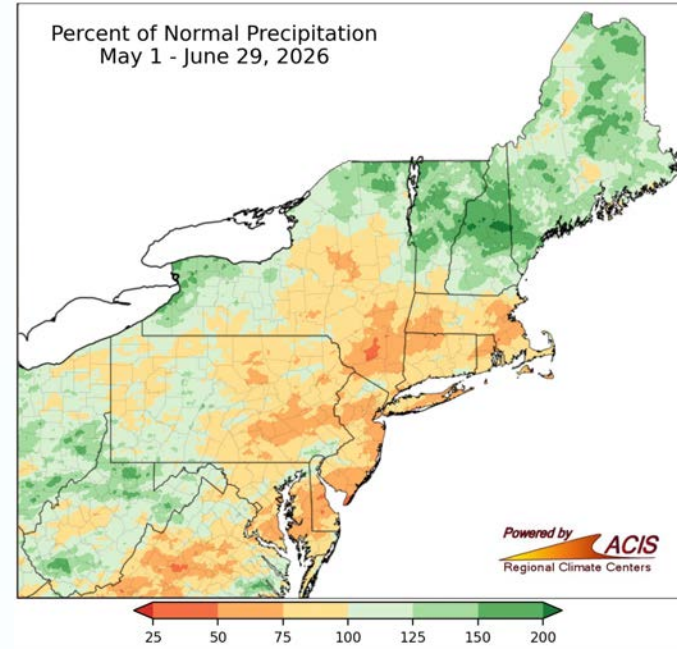 Percent of Normal Precipitation
May 1 - June 29, 2026
Powered by
ACIS
Regional Climate Centers
25 50 75 100 125 150 200